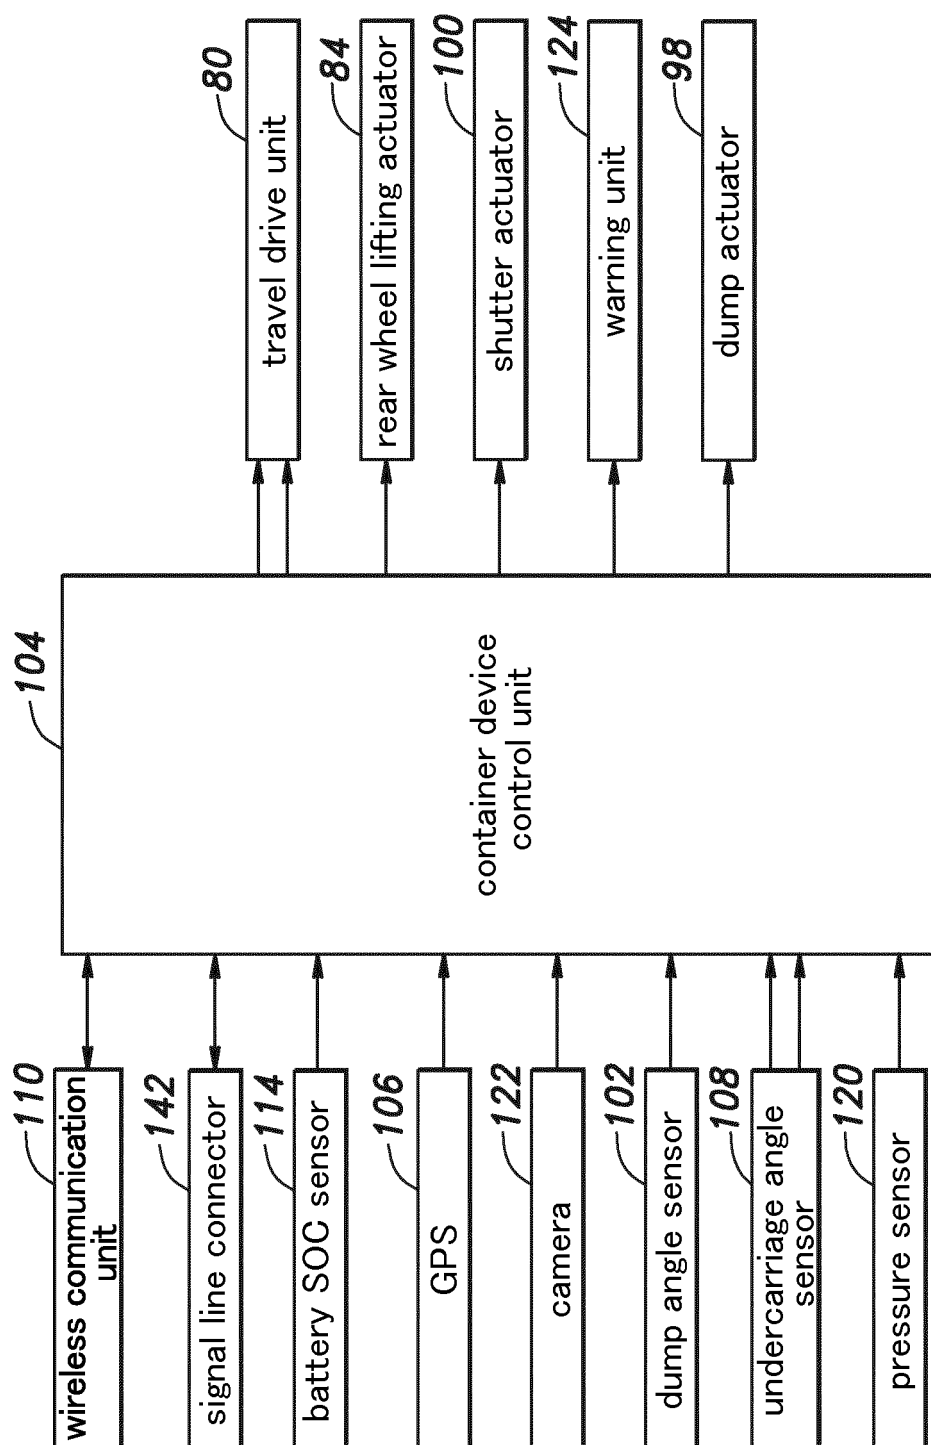 104
container device
control unit
110
wireless communication
unit
142
signal line connector
114
battery SOC sensor
106
GPS
122
camera
102
dump angle sensor
108
undercarriage angle
sensor
120
pressure sensor
80
travel drive unit
84
rear wheel lifting actuator
100
shutter actuator
124
warning unit
98
dump actuator